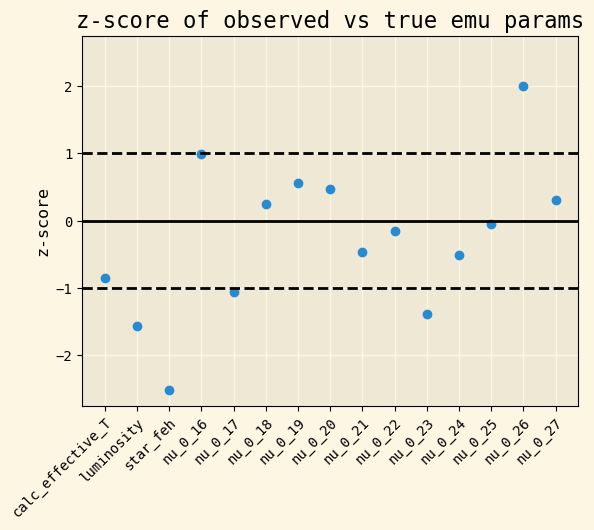 z-score of observed vs true emu params
z-score
2
1
0
−1
−2
calc_effective_T
luminosity
star_feh
nu_0_16
nu_0_17
nu_0_18
nu_0_19
nu_0_20
nu_0_21
nu_0_22
nu_0_23
nu_0_24
nu_0_25
nu_0_26
nu_0_27